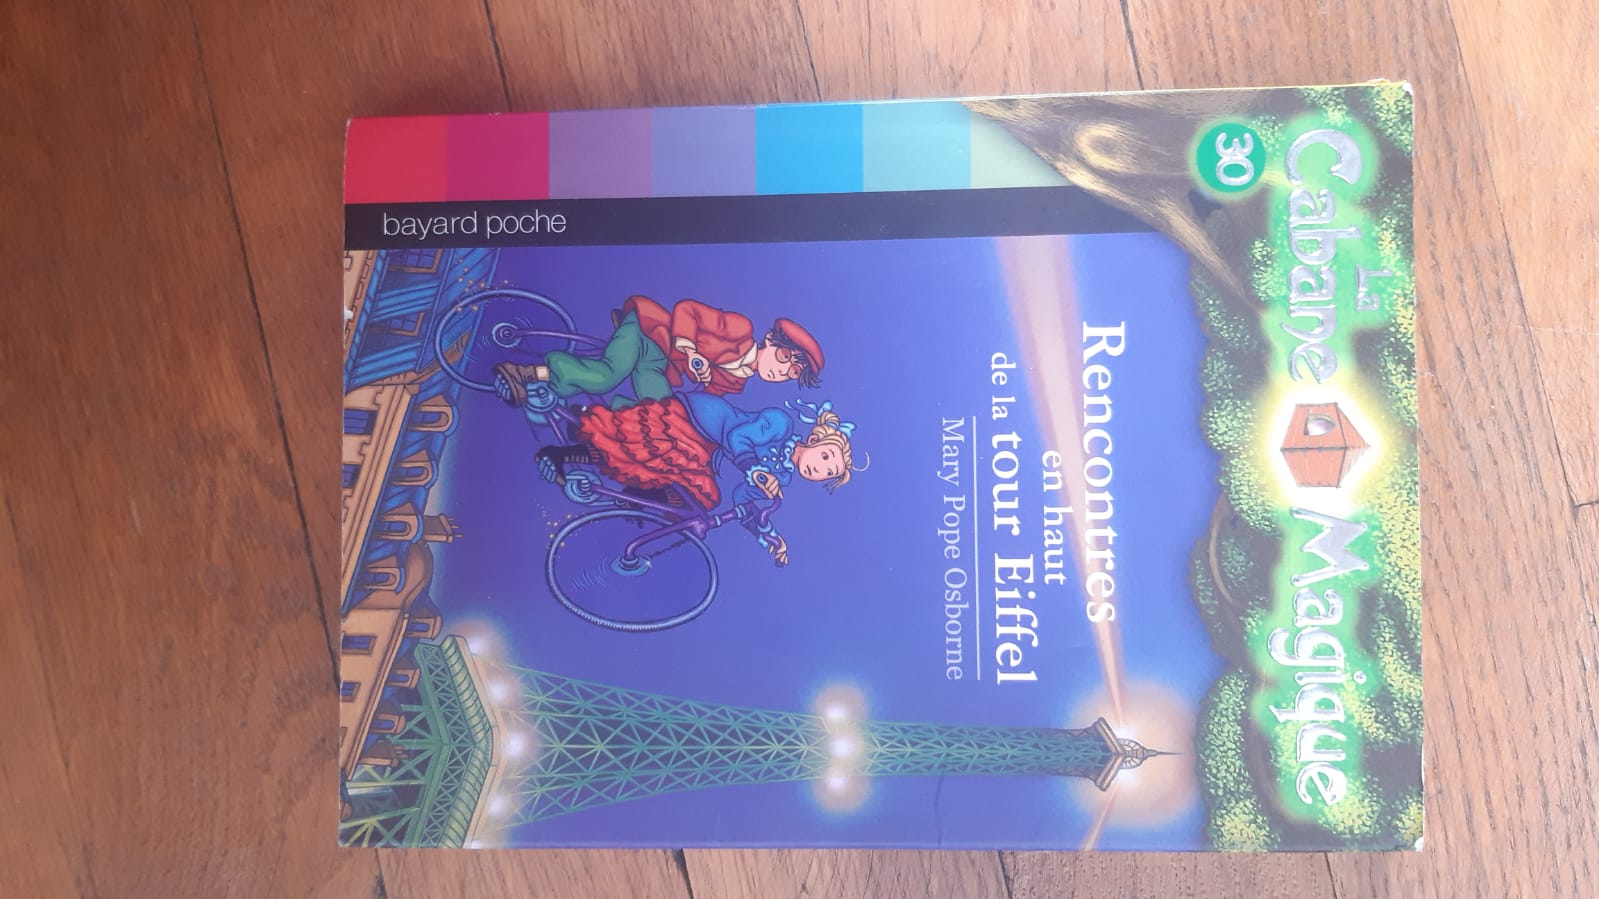 La
Cabane Magique
30
Rencontres
en haut
de la tour Eiffel
Mary Pope Osborne
bayard poche